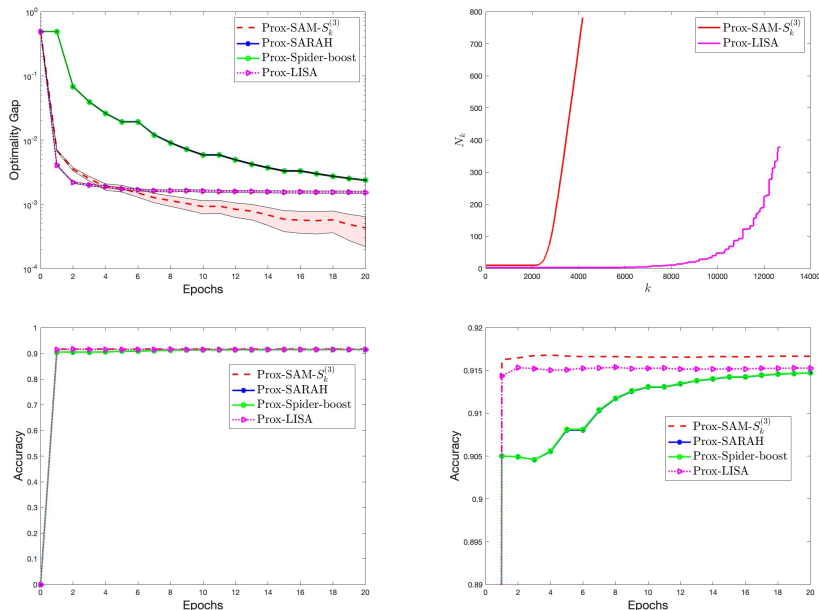 Prox-SAM-$S_k^{(3)}$
Prox-SARAH
Prox-Spider-boost
Prox-LISA
Optimality Gap
10^0
10^{-1}
10^{-2}
10^{-3}
10^{-4}
0 2 4 6 8 10 12 14 16 18 20
Epochs
Prox-SAM-$S_k^{(3)}$
Prox-LISA
$N_k$
800
700
600
500
400
300
200
100
0
0 2000 4000 6000 8000 10000 12000 14000
$k$
Prox-SAM-$S_k^{(3)}$
Prox-SARAH
Prox-Spider-boost
Prox-LISA
Accuracy
1
0.9
0.8
0.7
0.6
0.5
0.4
0.3
0.2
0.1
0
0 2 4 6 8 10 12 14 16 18 20
Epochs
Prox-SAM-$S_k^{(3)}$
Prox-SARAH
Prox-Spider-boost
Prox-LISA
Accuracy
0.92
0.915
0.91
0.905
0.9
0.895
0.89
0 2 4 6 8 10 12 14 16 18 20
Epochs